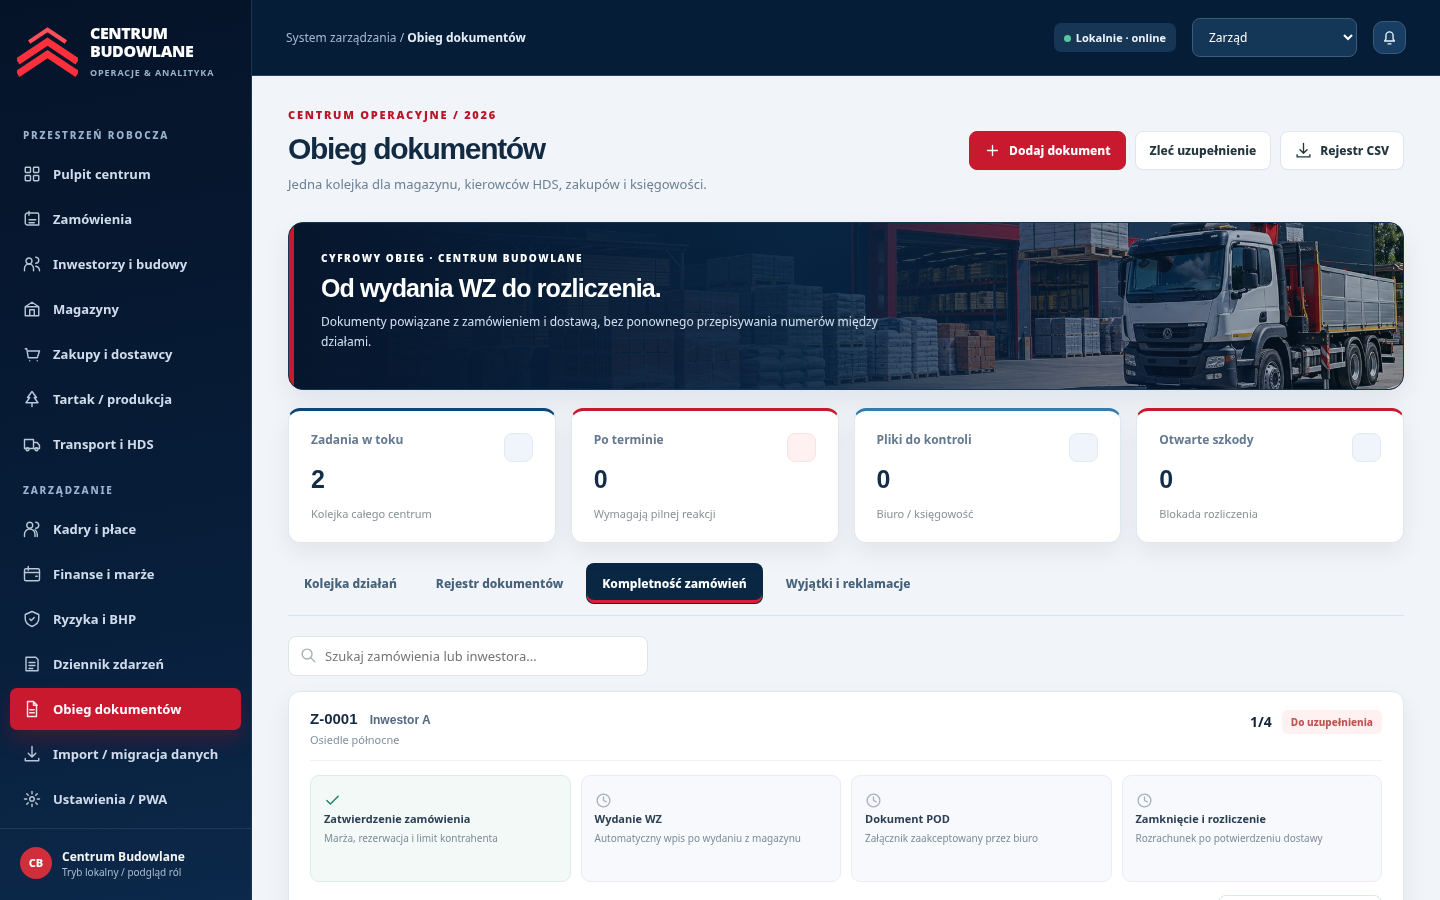 CENTRUM
BUDOWLANE
OPERACJE & ANALITYKA
PRZESTRZEŃ ROBOCZA
Pulpit centrum
Zamówienia
Inwestorzy i budowy
Magazyny
Zakupy i dostawcy
Tartak / produkcja
Transport i HDS
ZARZĄDZANIE
Kadry i płace
Finanse i marże
Ryzyka i BHP
Dziennik zdarzeń
Obieg dokumentów
Import / migracja danych
Ustawienia / PWA
CB
Centrum Budowlane
Tryb lokalny / podgląd ról
System zarządzania / Obieg dokumentów
Lokalnie · online
Zarząd
CENTRUM OPERACYJNE / 2026
Obieg dokumentów
Jedna kolejka dla magazynu, kierowców HDS, zakupów i księgowości.
Dodaj dokument
Zleć uzupełnienie
Rejestr CSV
CYFROWY OBIEG · CENTRUM BUDOWLANE
Od wydania WZ do rozliczenia.
Dokumenty powiązane z zamówieniem i dostawą, bez ponownego przepisywania numerów między
działami.
Zadania w toku
2
Kolejka całego centrum
Po terminie
0
Wymagają pilnej reakcji
Pliki do kontroli
0
Biuro / księgowość
Otwarte szkody
0
Blokada rozliczenia
Kolejka działań
Rejestr dokumentów
Kompletność zamówień
Wyjątki i reklamacje
Szukaj zamówienia lub inwestora...
Z-0001 Inwestor A
Osiedle północne
1/4
Do uzupełnienia
Zatwierdzenie zamówienia
Marża, rezerwacja i limit kontrahenta
Wydanie WZ
Automatyczny wpis po wydaniu z magazynu
Dokument POD
Załącznik zaakceptowany przez biuro
Zamknięcie i rozliczenie
Rozrachunek po potwierdzeniu dostawy